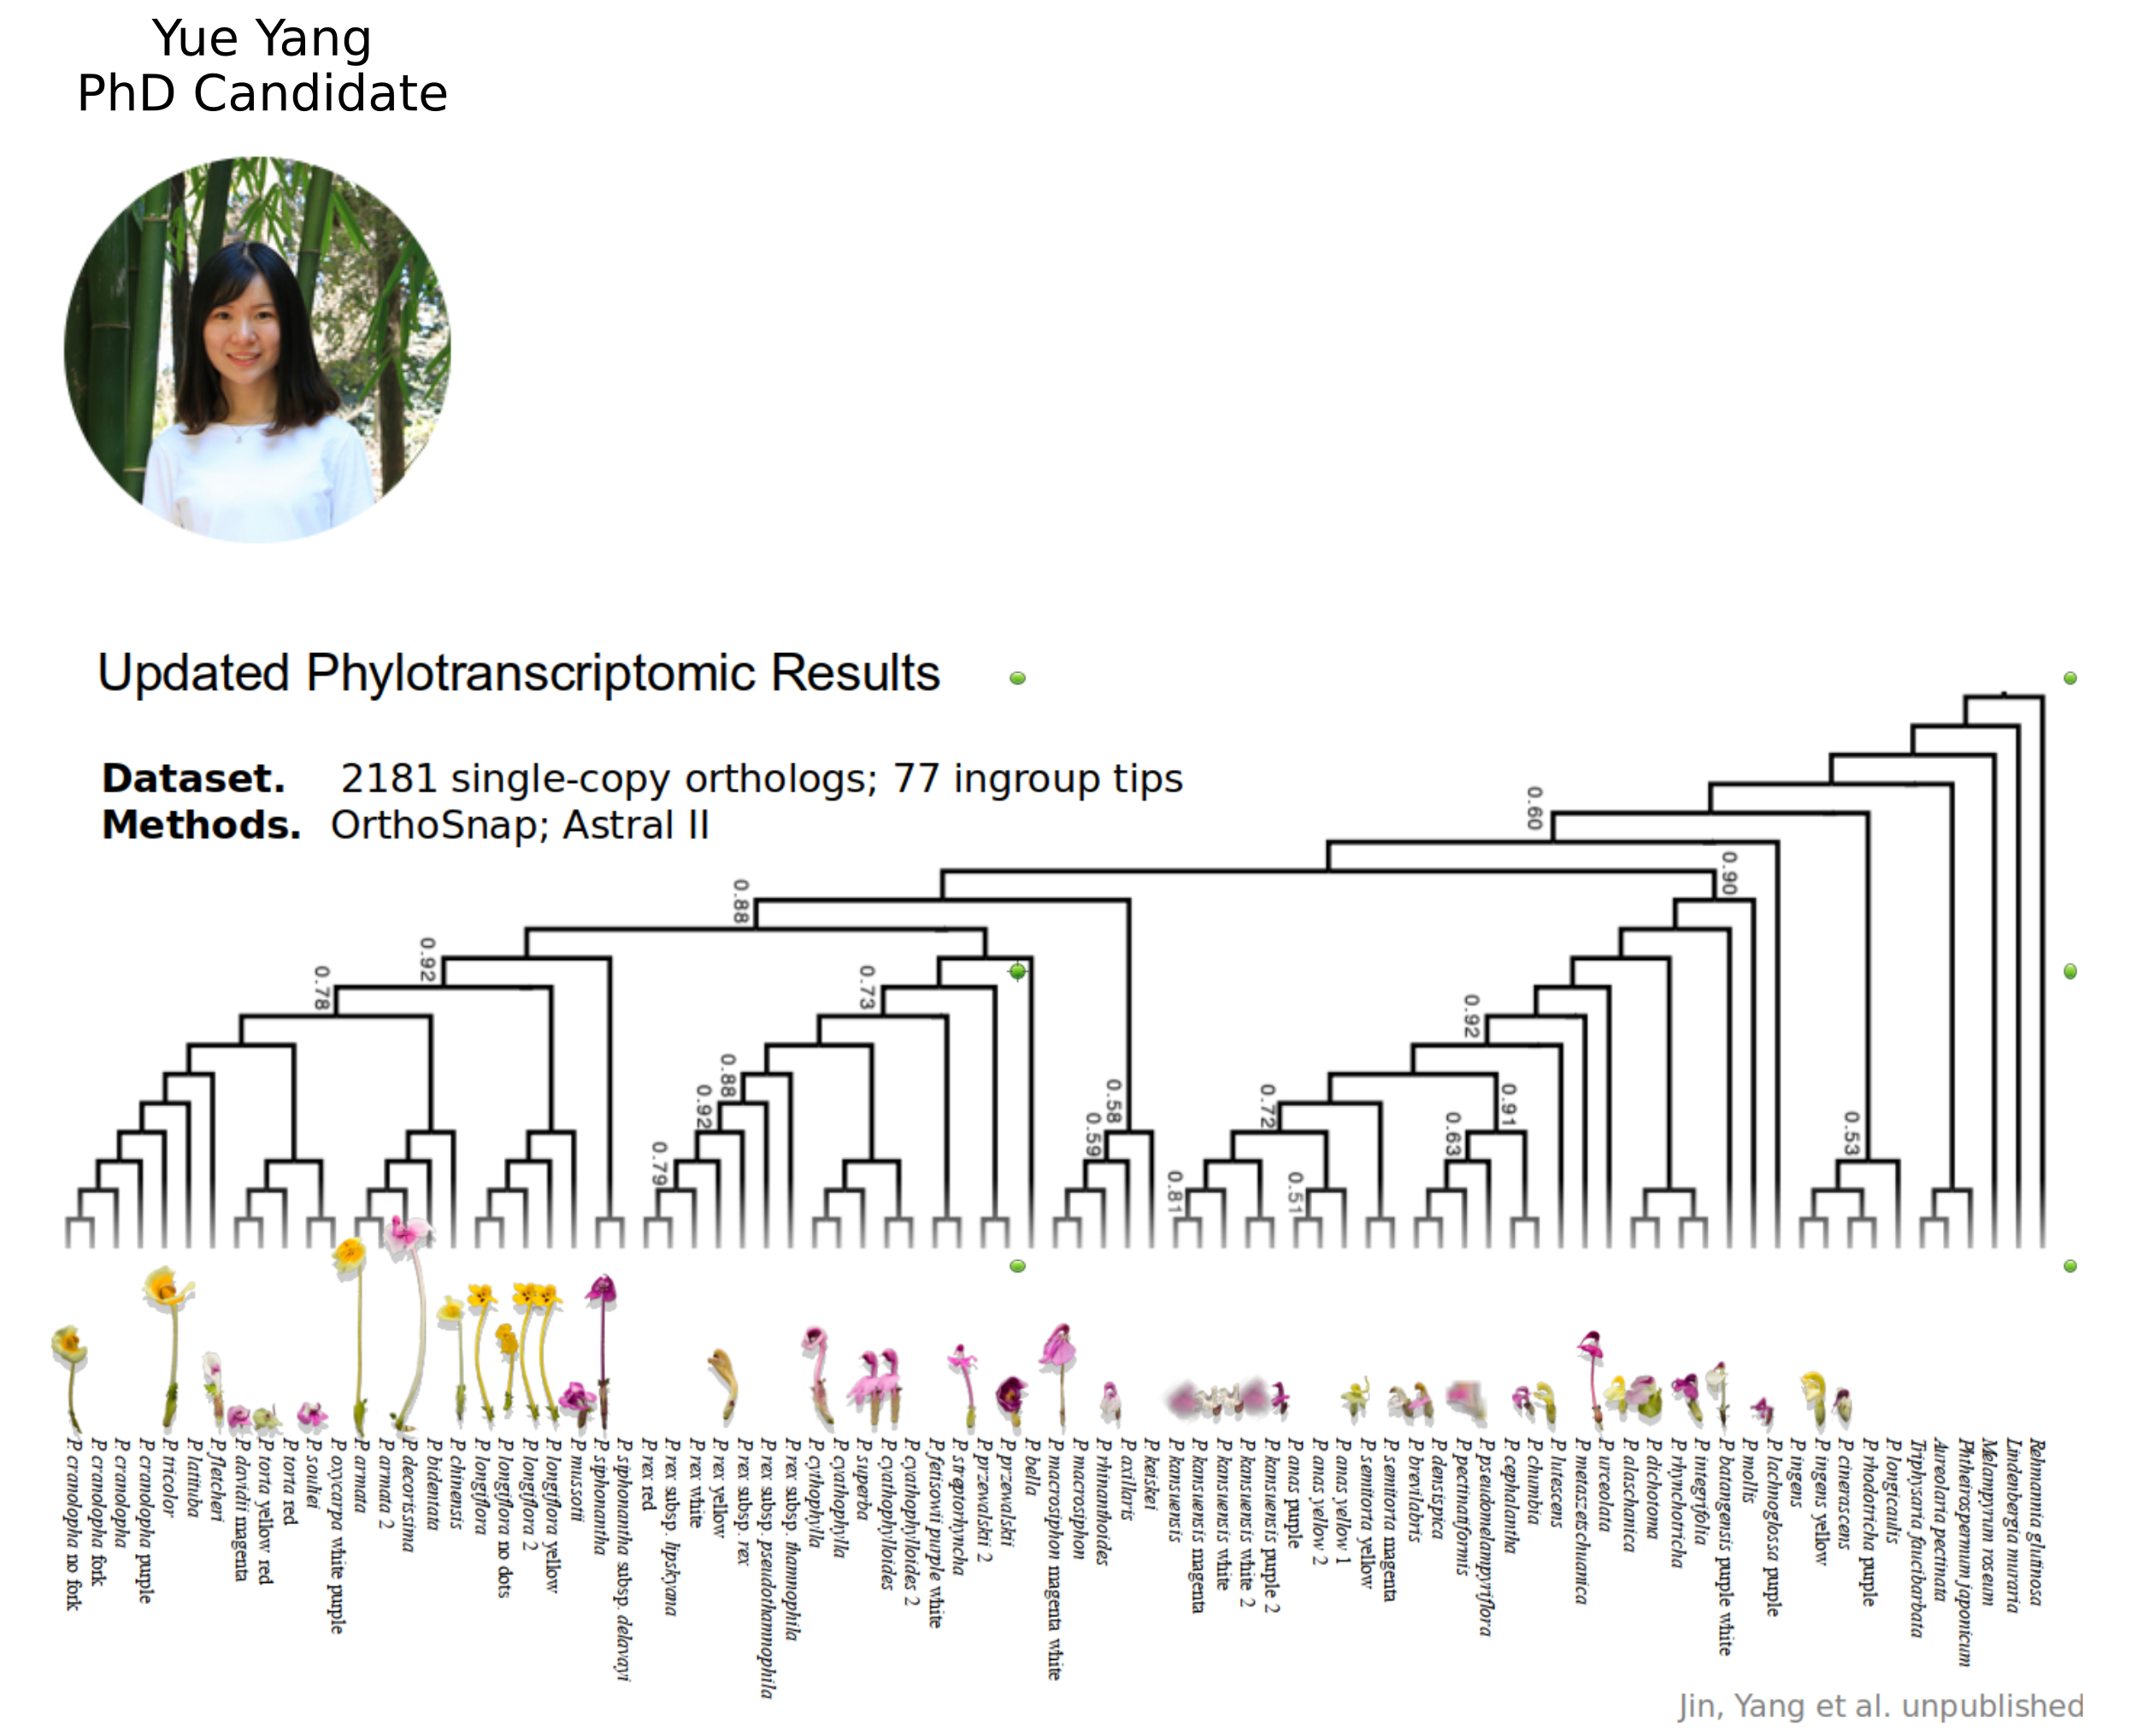 Yue Yang
PhD Candidate
Updated Phylotranscriptomic Results
Dataset. 2181 single-copy orthologs; 77 ingroup tips
Methods. OrthoSnap; Astral II
0.60
0.90
0.88
0.92
0.78
0.73
0.92
0.88
0.92
0.79
0.58
0.59
0.81
0.72
0.51
0.91
0.63
0.53
P. cranolopha no fork
P. cranolopha fork
P. cranolopha
P. cranolopha purple
P. tricolor
P. latituba
P. fletcheri
P. davidii magenta
P. torta yellow red
P. torta red
P. souliei
P. oxycarpa white purple
P. armata
P. armata 2
P. decorissima
P. bidentata
P. chinensis
P. longiflora
P. longiflora no dots
P. longiflora 2
P. longiflora yellow
P. mussotii
P. siphonantha
P. siphonantha subsp. delavayi
P. rex red
P. rex subsp. lipskyana
P. rex white
P. rex yellow
P. rex subsp. rex
P. rex subsp. pseudothamnophila
P. rex subsp. thamnophila
P. cythophylla
P. cyathophylla
P. superba
P. cyathophylloides
P. cyathophylloides 2
P. fetisowii purple white
P. streptorhyncha
P. przewalskii 2
P. przewalskii
P. bella
P. macrosiphon magenta white
P. macrosiphon
P. rhinanthoides
P. axillaris
P. keiskei
P. kansuensis
P. kansuensis magenta
P. kansuensis white
P. kansuensis white 2
P. kansuensis purple 2
P. anas purple
P. anas yellow 2
P. anas yellow 1
P. semitorta yellow
P. semitorta magenta
P. brevilabris
P. densispica
P. pectinatiformis
P. pseudomelampyriflora
P. cephalantha
P. chumbia
P. lutescens
P. metaszetschuanica
P. urceolata
P. alaschanica
P. dichotoma
P. rhynchotricha
P. integrifolia
P. batangensis purple white
P. mollis
P. lachnoglossa purple
P. ingens
P. ingens yellow
P. cinerascens
P. rhodotricha purple
P. longicaulis
Triphysaria faucibarbata
Aureolaria pectinata
Phtheirospermum japonicum
Melampyrum roseum
Lindenbergia muraria
Rehmannia glutinosa
Jin, Yang et al. unpublished